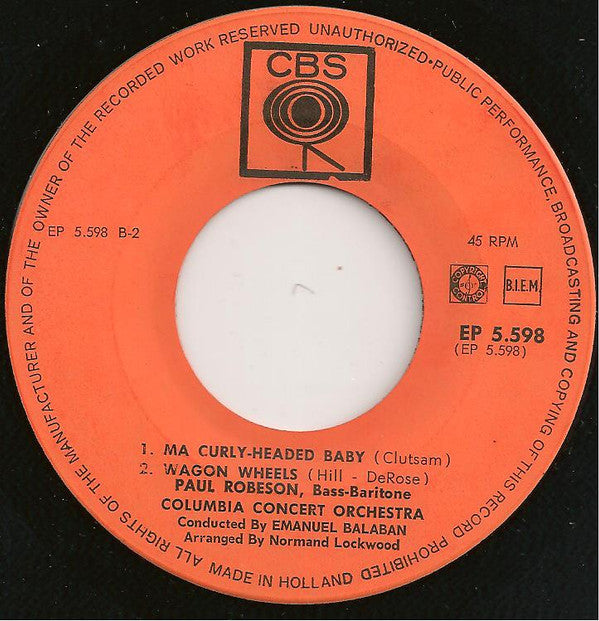 ALL RIGHTS OF THE MANUFACTURER AND OF THE OWNER OF THE RECORDED WORK RESERVED UNAUTHORIZED•PUBLIC PERFORMANCE, BROADCASTING AND COPYING OF THIS RECORD PROHIBITED
CBS
EP 5.598 B-2
45 RPM
COPYRIGHT
CONTROL
B.I.E.M.
EP 5.598
(EP 5.598)
1. MA CURLY-HEADED BABY (Clutsam)
2. WAGON WHEELS (Hill - DeRose)
PAUL ROBESON, Bass-Baritone
COLUMBIA CONCERT ORCHESTRA
Conducted By EMANUEL BALABAN
Arranged By Normand Lockwood
MADE IN HOLLAND